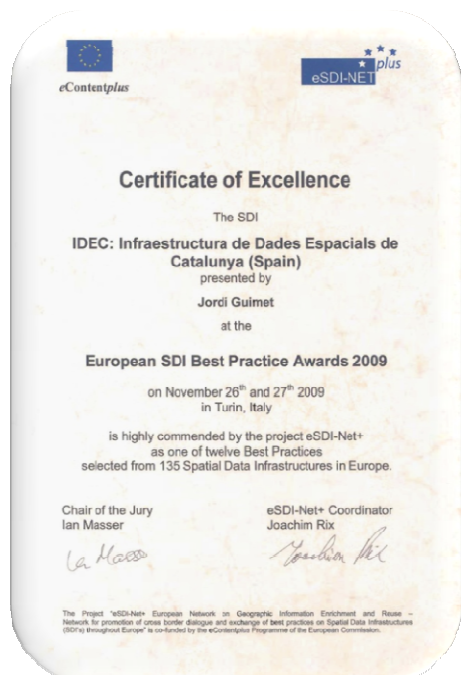 eContentplus
eSDI-NET plus
Certificate of Excellence
The SDI
IDEC: Infraestructura de Dades Espacials de
Catalunya (Spain)
presented by
Jordi Guimet
at the
European SDI Best Practice Awards 2009
on November 26th and 27th 2009
in Turin, Italy
is highly commended by the project eSDI-Net+
as one of twelve Best Practices
selected from 135 Spatial Data Infrastructures in Europe.
Chair of the Jury
Ian Masser
eSDI-Net+ Coordinator
Joachim Rix
Ian Masser
Joachim Rix
The Project "eSDI-Net+ European Network on Geographic Information Enrichment and Reuse –
Network for promotion of cross border dialogue and exchange of best practices on Spatial Data Infrastructures
(SDI's) throughout Europe" is co-funded by the eContentplus Programme of the European Commission.